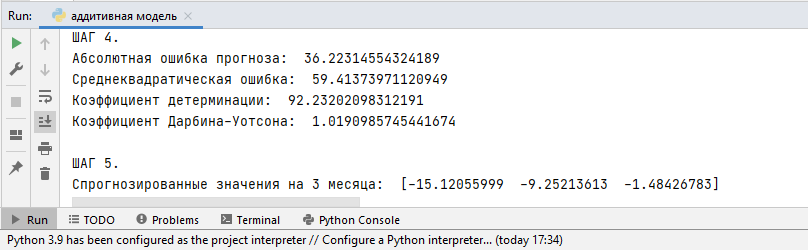 Run: аддитивная модель ×
ШАГ 4.
Абсолютная ошибка прогноза:  36.22314554324189
Среднеквадратическая ошибка:  59.41373971120949
Коэффициент детерминации:  92.23202098312191
Коэффициент Дарбина-Уотсона:  1.0190985745441674
ШАГ 5.
Спрогнозированные значения на 3 месяца:  [-15.12055999  -9.25213613  -1.48426783]
Run TODO Problems Terminal Python Console
Python 3.9 has been configured as the project interpreter // Configure a Python interpreter... (today 17:34)